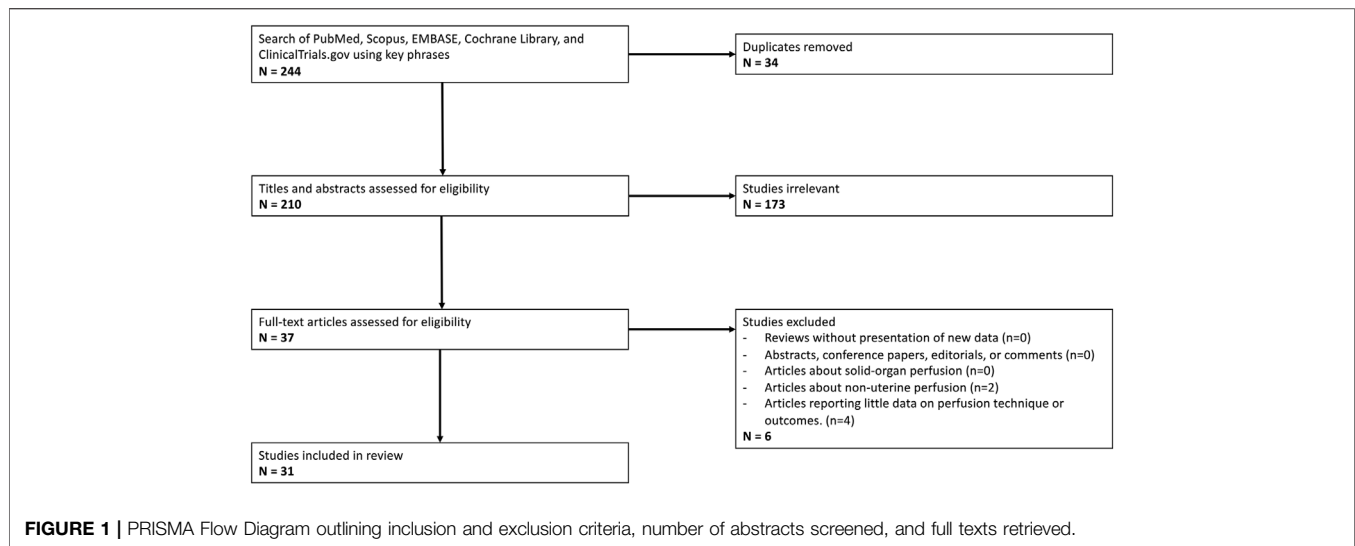 Search of PubMed, Scopus, EMBASE, Cochrane Library, and
ClinicalTrials.gov using key phrases
N = 244
Duplicates removed
N = 34
Titles and abstracts assessed for eligibility
N = 210
Studies irrelevant
N = 173
Full-text articles assessed for eligibility
N = 37
Studies excluded
- Reviews without presentation of new data (n=0)
- Abstracts, conference papers, editorials, or comments (n=0)
- Articles about solid-organ perfusion (n=0)
- Articles about non-uterine perfusion (n=2)
- Articles reporting little data on perfusion technique or
outcomes. (n=4)
N = 6
Studies included in review
N = 31
FIGURE 1 | PRISMA Flow Diagram outlining inclusion and exclusion criteria, number of abstracts screened, and full texts retrieved.